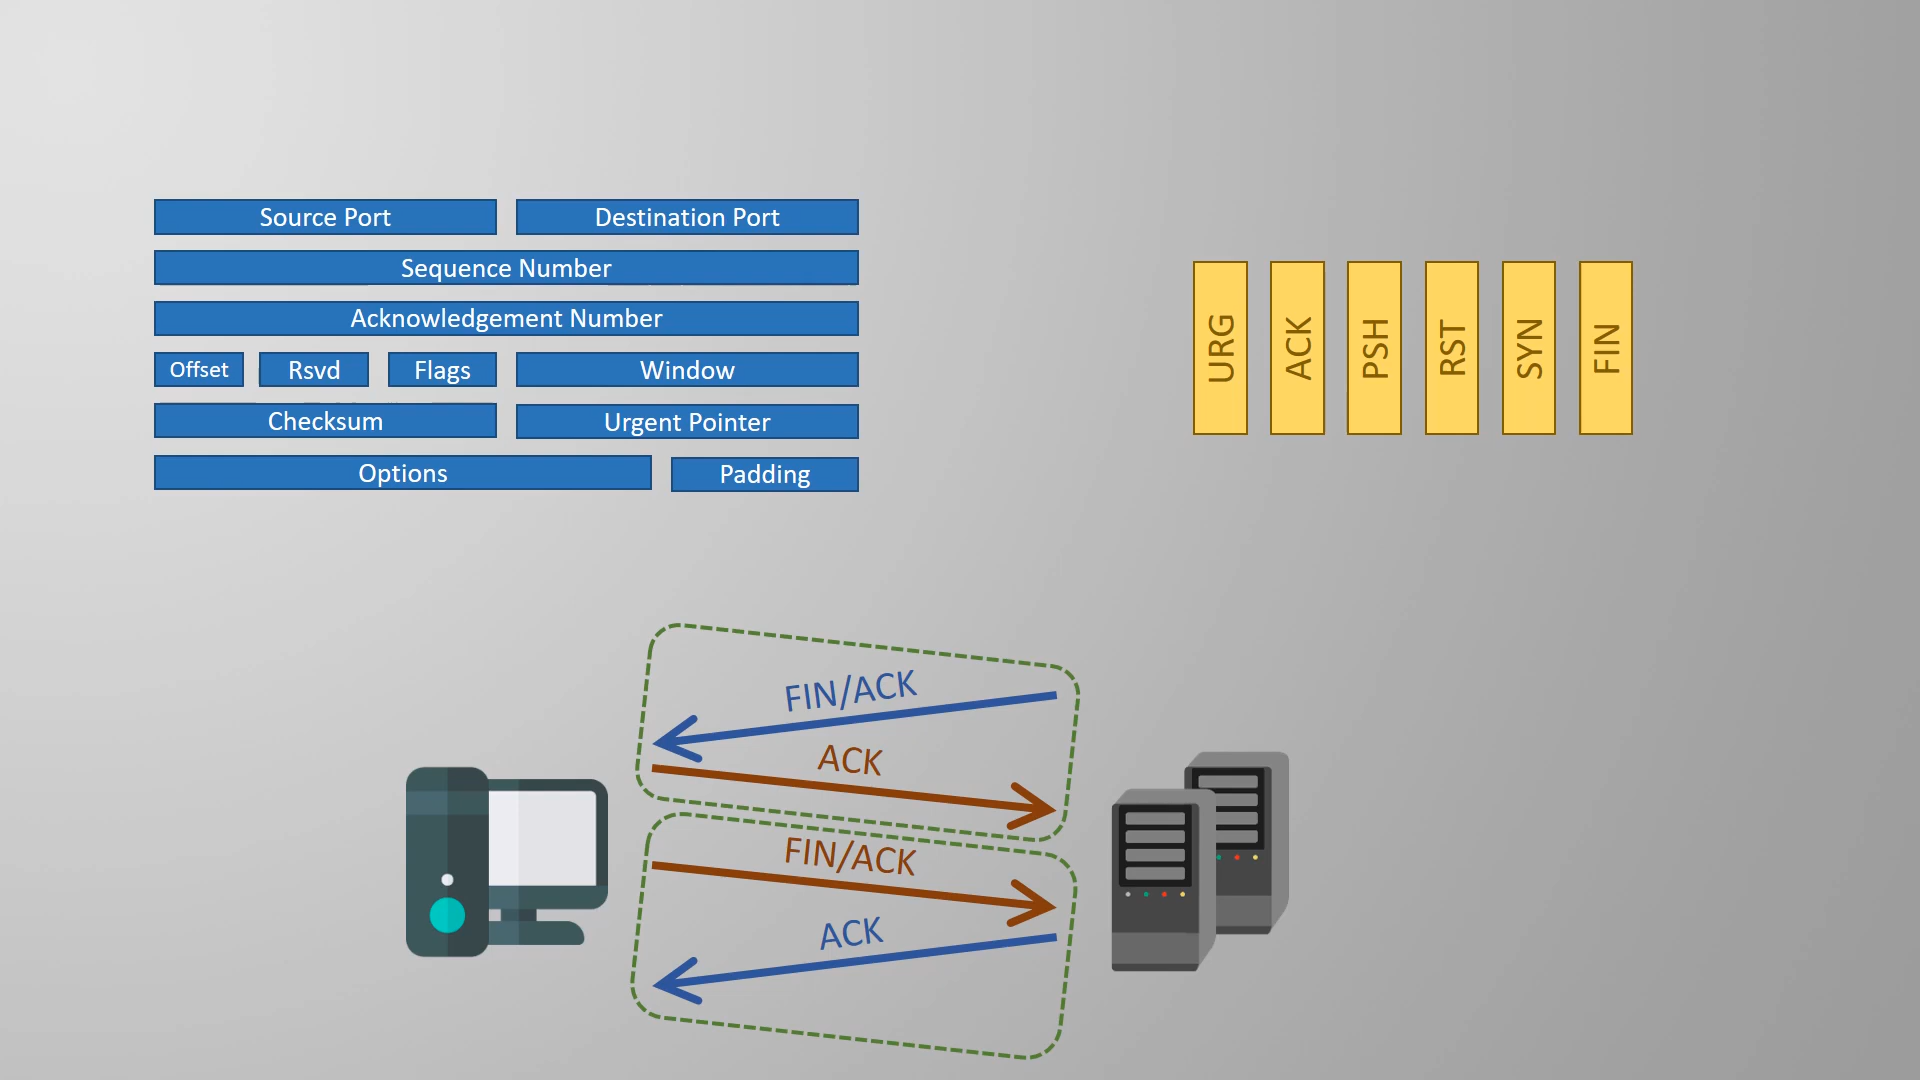 Source Port
Destination Port
Sequence Number
Acknowledgement Number
Offset
Rsvd
Flags
Window
Checksum
Urgent Pointer
Options
Padding
URG
ACK
PSH
RST
SYN
FIN
FIN/ACK
ACK
FIN/ACK
ACK